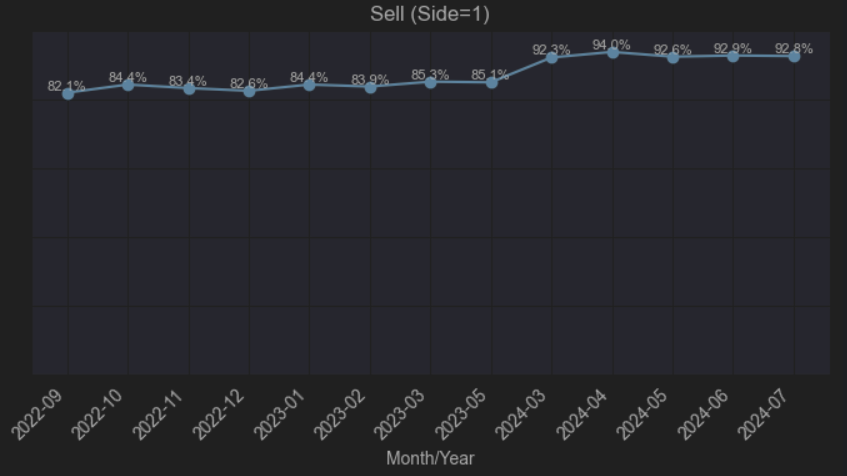 Sell (Side=1)
82.1% 84.4% 83.4% 82.6% 84.4% 83.9% 85.3% 85.1% 92.3% 94.0% 92.6% 92.9% 92.8%
2022-09 2022-10 2022-11 2022-12 2023-01 2023-02 2023-03 2023-05 2024-03 2024-04 2024-05 2024-06 2024-07
Month/Year